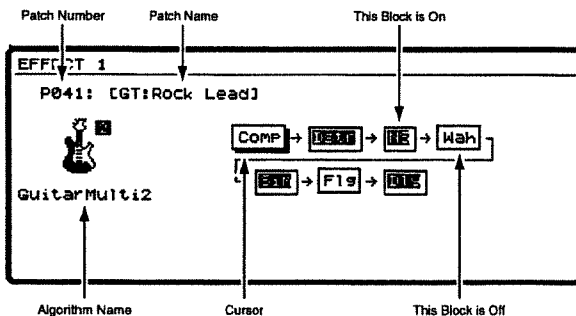 Patch Number Patch Name This Block is On
EFFECT 1
P041: [GT:Rock Lead]
Comp → → → Wah
→ Flg →
GuitarMulti2
Algorithm Name Cursor This Block is Off